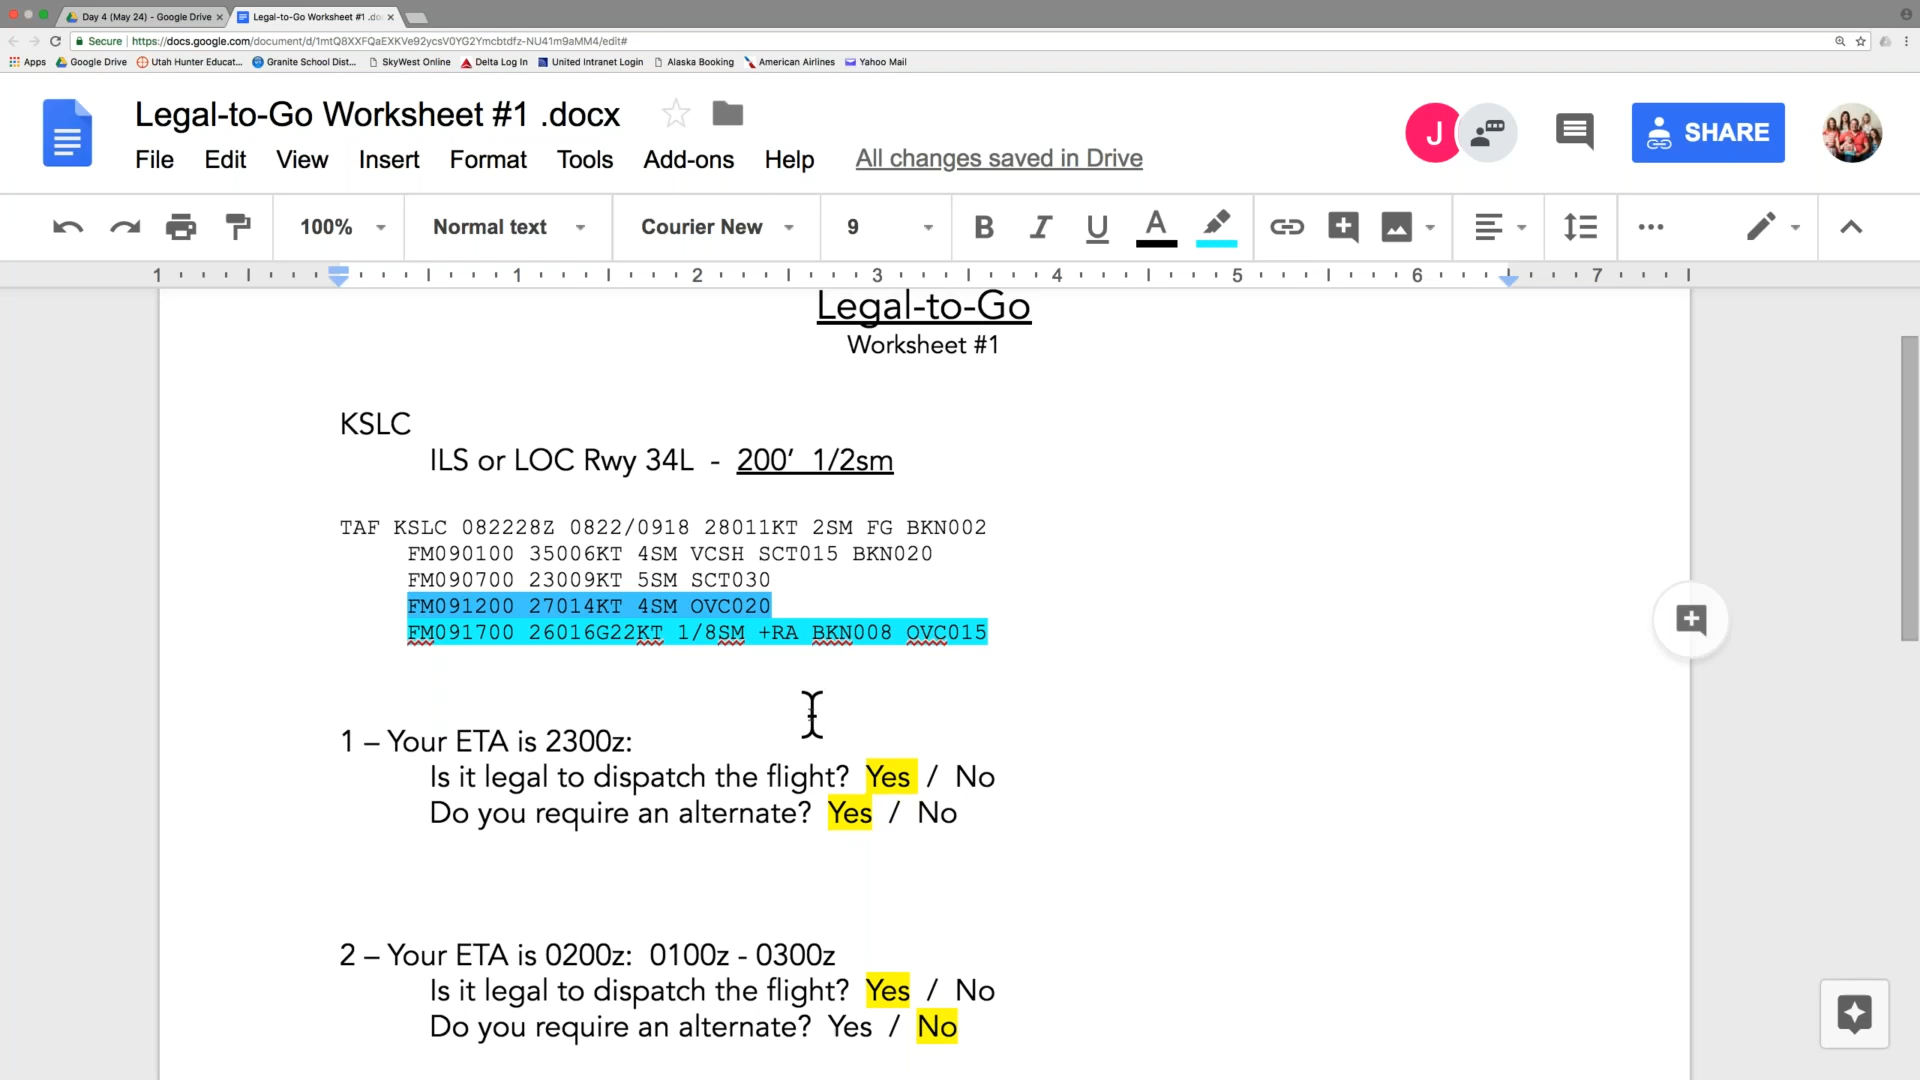 Day 4 (May 24) - Google Drive
Legal-to-Go Worksheet #1 .do
Secure | https://docs.google.com/document/d/1mtQ8XXFQaEXKVe92ycsV0YG2Ymcbtdfz-NU41m9aMM4/edit#
Apps Google Drive Utah Hunter Educat... Granite School Dist... SkyWest Online Delta Log In United Intranet Login Alaska Booking American Airlines Yahoo Mail
Legal-to-Go Worksheet #1 .docx
J
SHARE
File Edit View Insert Format Tools Add-ons Help All changes saved in Drive
100% Normal text Courier New 9 B I U A
1 1 2 3 4 5 6 7
Legal-to-Go
Worksheet #1
KSLC
ILS or LOC Rwy 34L - 200' 1/2sm
TAF KSLC 082228Z 0822/0918 28011KT 2SM FG BKN002
FM090100 35006KT 4SM VCSH SCT015 BKN020
FM090700 23009KT 5SM SCT030
FM091200 27014KT 4SM OVC020
FM091700 26016G22KT 1/8SM +RA BKN008 OVC015
1 – Your ETA is 2300z:
Is it legal to dispatch the flight? Yes / No
Do you require an alternate? Yes / No
2 – Your ETA is 0200z: 0100z - 0300z
Is it legal to dispatch the flight? Yes / No
Do you require an alternate? Yes / No